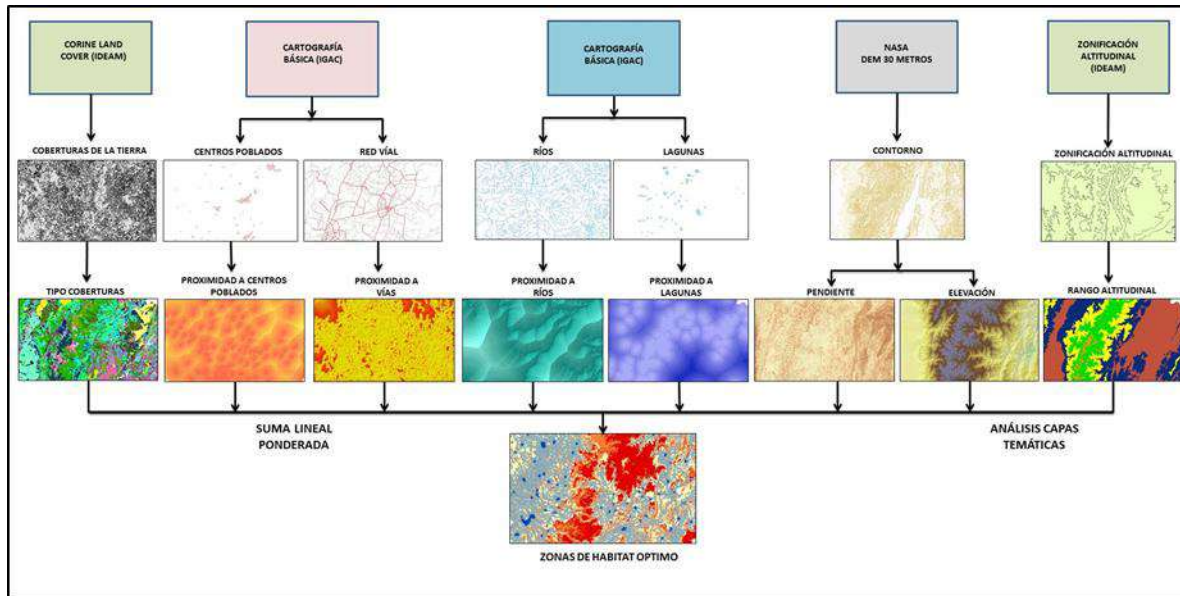 CORINE LAND
COVER (IDEAM)
CARTOGRAFÍA
BÁSICA (IGAC)
CARTOGRAFÍA
BÁSICA (IGAC)
NASA
DEM 30 METROS
ZONIFICACIÓN
ALTITUDINAL
(IDEAM)
COBERTURAS DE LA TIERRA
CENTROS POBLADOS
RED VÍAL
RÍOS
LAGUNAS
CONTORNO
ZONIFICACIÓN ALTITUDINAL
TIPO COBERTURAS
PROXIMIDAD A CENTROS
POBLADOS
PROXIMIDAD A
VÍAS
PROXIMIDAD A
RÍOS
PROXIMIDAD A
LAGUNAS
PENDIENTE
ELEVACIÓN
RANGO ALTITUDINAL
SUMA LINEAL
PONDERADA
ANÁLISIS CAPAS
TEMÁTICAS
ZONAS DE HABITAT OPTIMO